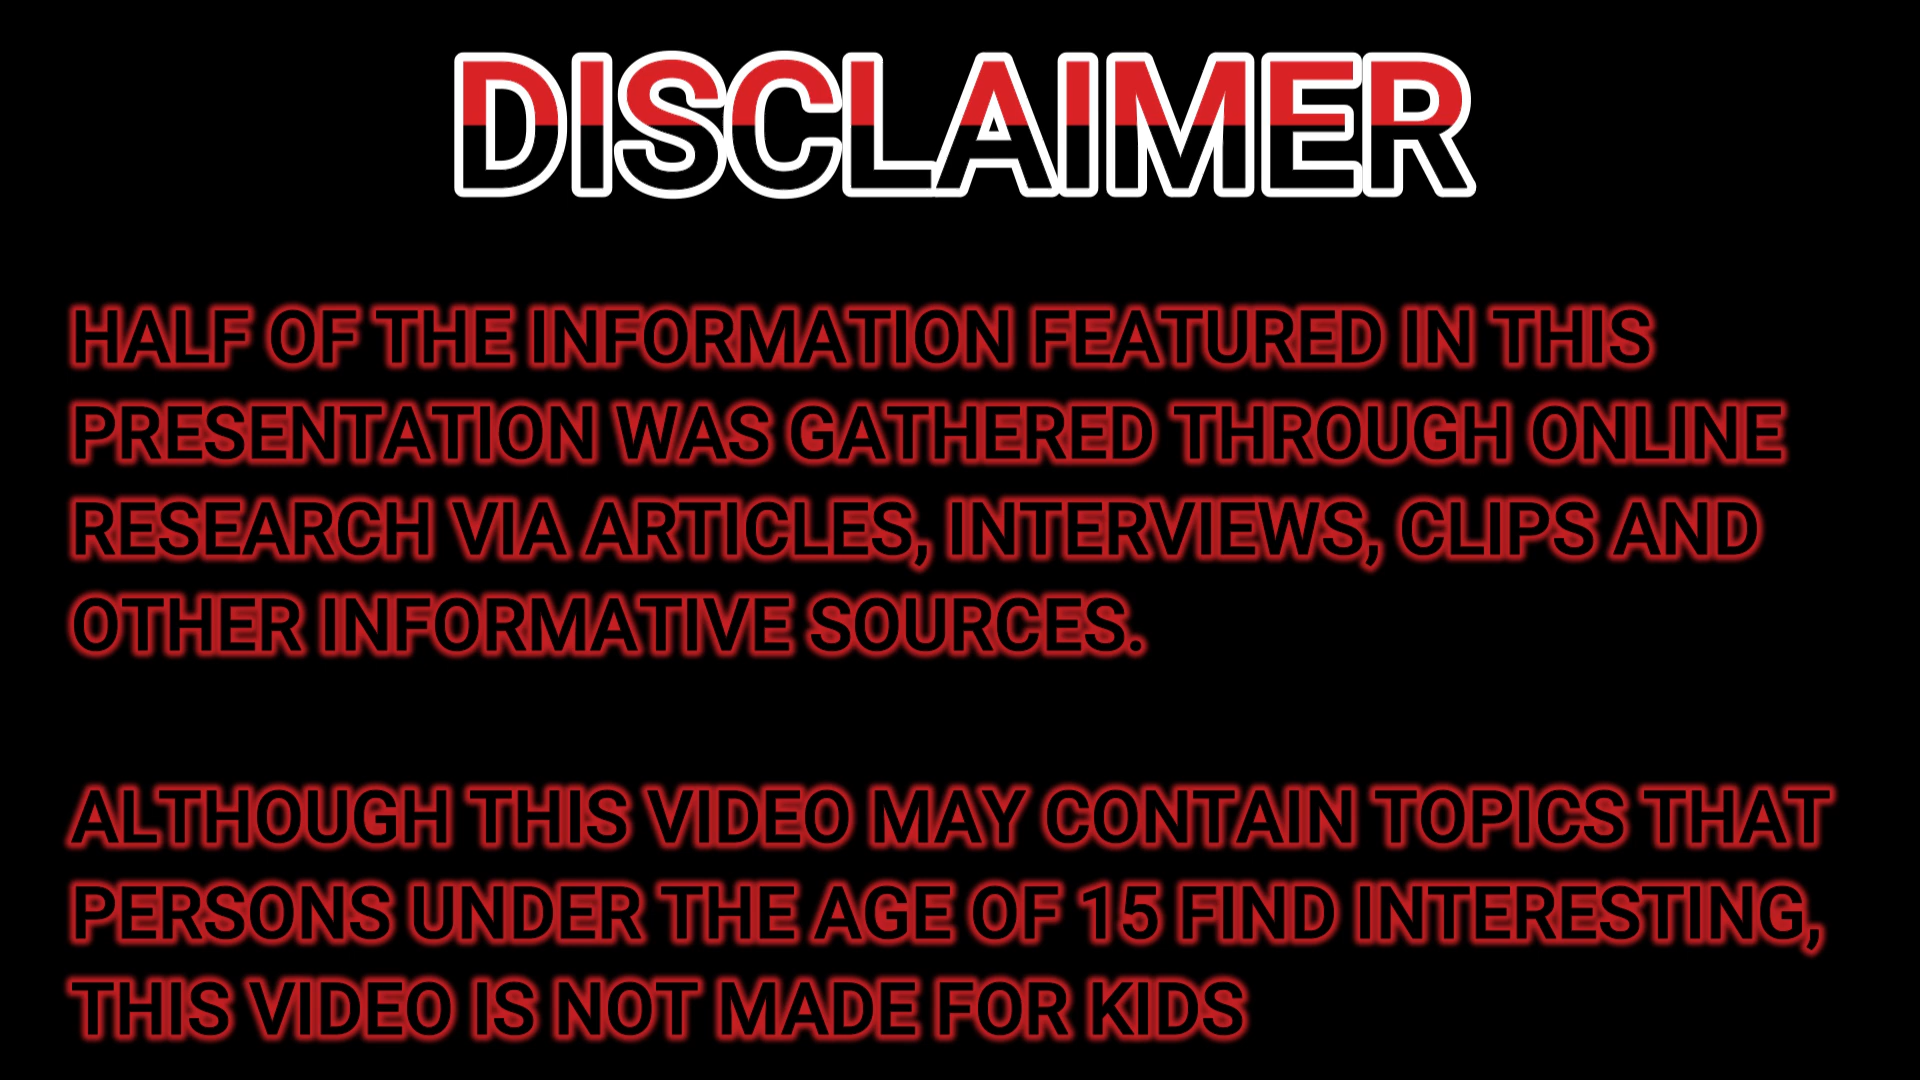 DISCLAIMER
HALF OF THE INFORMATION FEATURED IN THIS
PRESENTATION WAS GATHERED THROUGH ONLINE
RESEARCH VIA ARTICLES, INTERVIEWS, CLIPS AND
OTHER INFORMATIVE SOURCES.
ALTHOUGH THIS VIDEO MAY CONTAIN TOPICS THAT
PERSONS UNDER THE AGE OF 15 FIND INTERESTING,
THIS VIDEO IS NOT MADE FOR KIDS